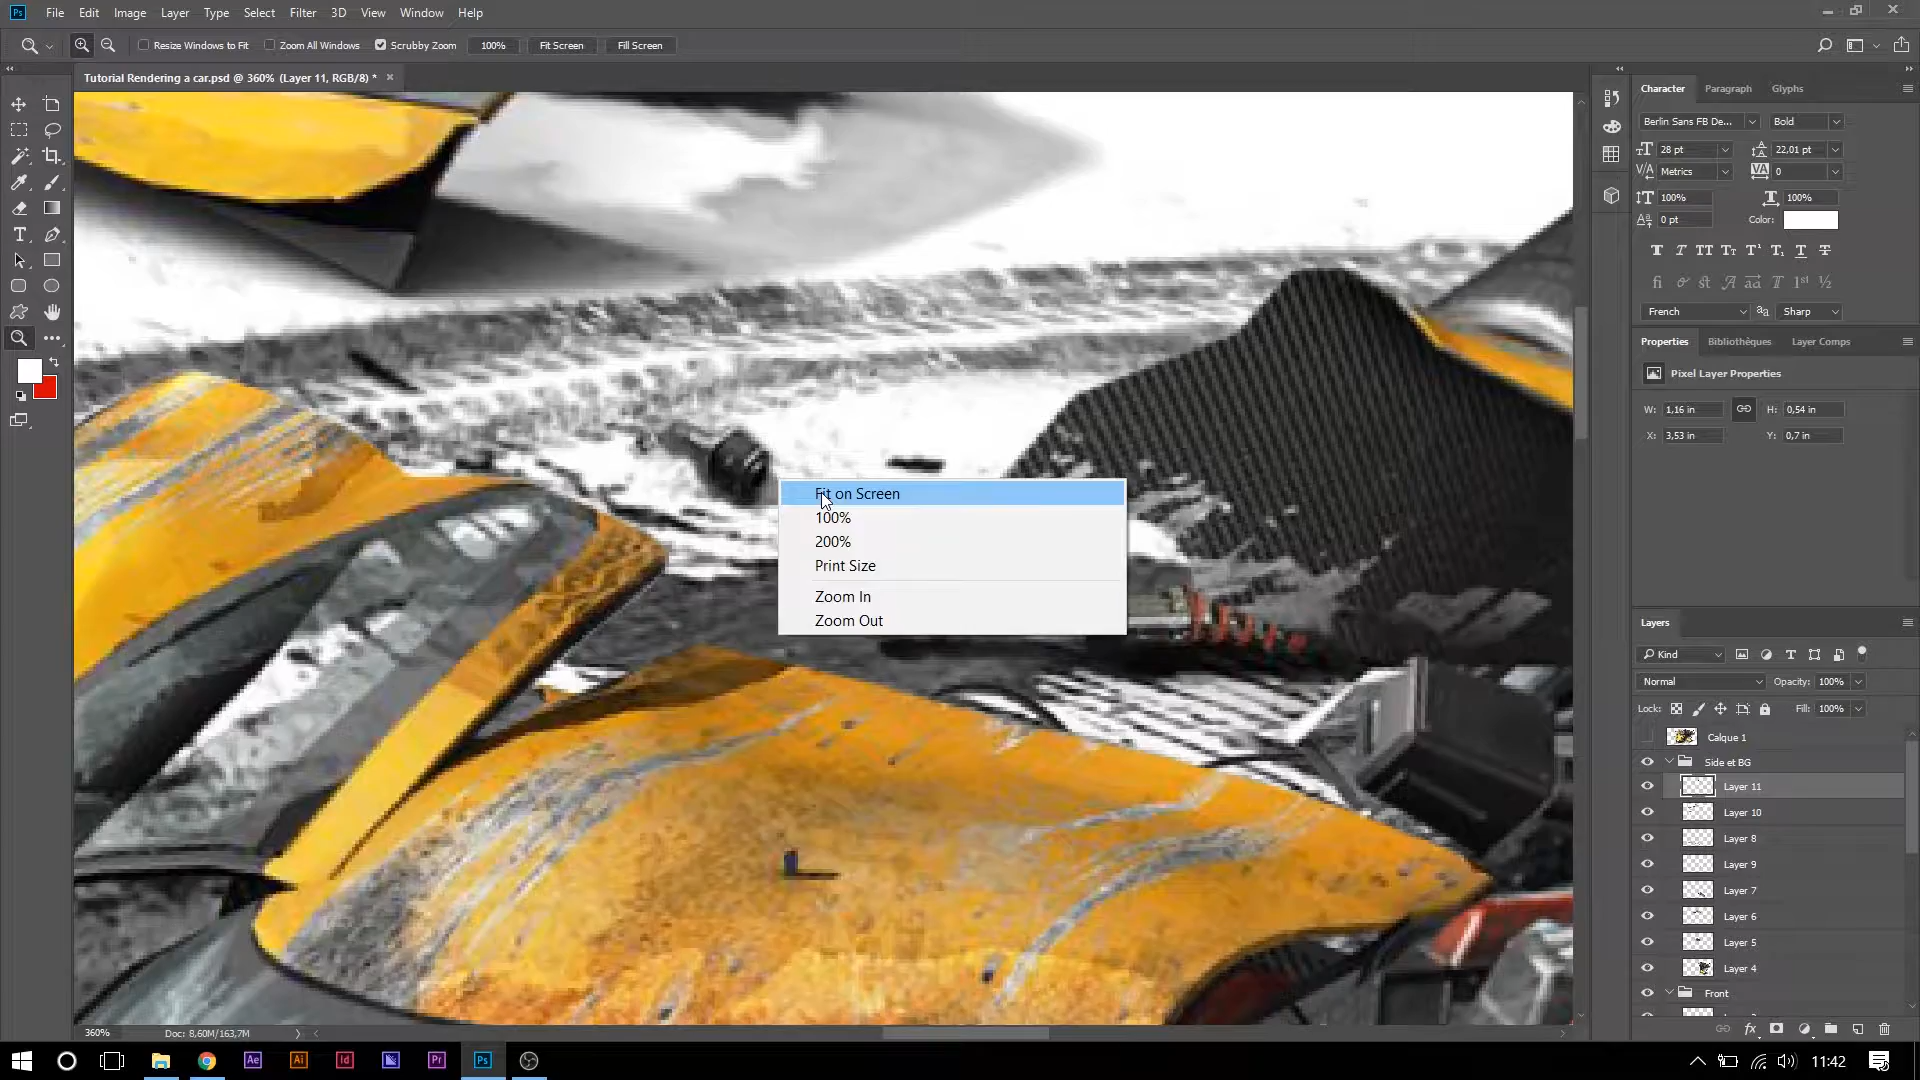 Ps File Edit Image Layer Type Select Filter 3D View Window Help
Resize Windows to Fit Zoom All Windows Scrubby Zoom 100% Fit Screen Fill Screen
Tutorial Rendering a car.psd @ 360% (Layer 11, RGB/8) *
Character Paragraph Glyphs
Berlin Sans FB De... Bold
28 pt 22,01 pt
Metrics 0
100% 100%
0 pt Color:
French Sharp
Properties Bibliothèques Layer Comps
Pixel Layer Properties
W: 1,16 in H: 0,54 in
X: 3,53 in Y: 0,7 in
Fit on Screen
100%
200%
Print Size
Zoom In
Zoom Out
Layers
Kind
Normal Opacity: 100%
Lock: Fill: 100%
Calque 1
Side et BG
Layer 11
Layer 10
Layer 8
Layer 9
Layer 7
Layer 6
Layer 5
Layer 4
Front
360% Doc: 8,60M/163,7M
Ae Ai Id Pr Ps 11:42